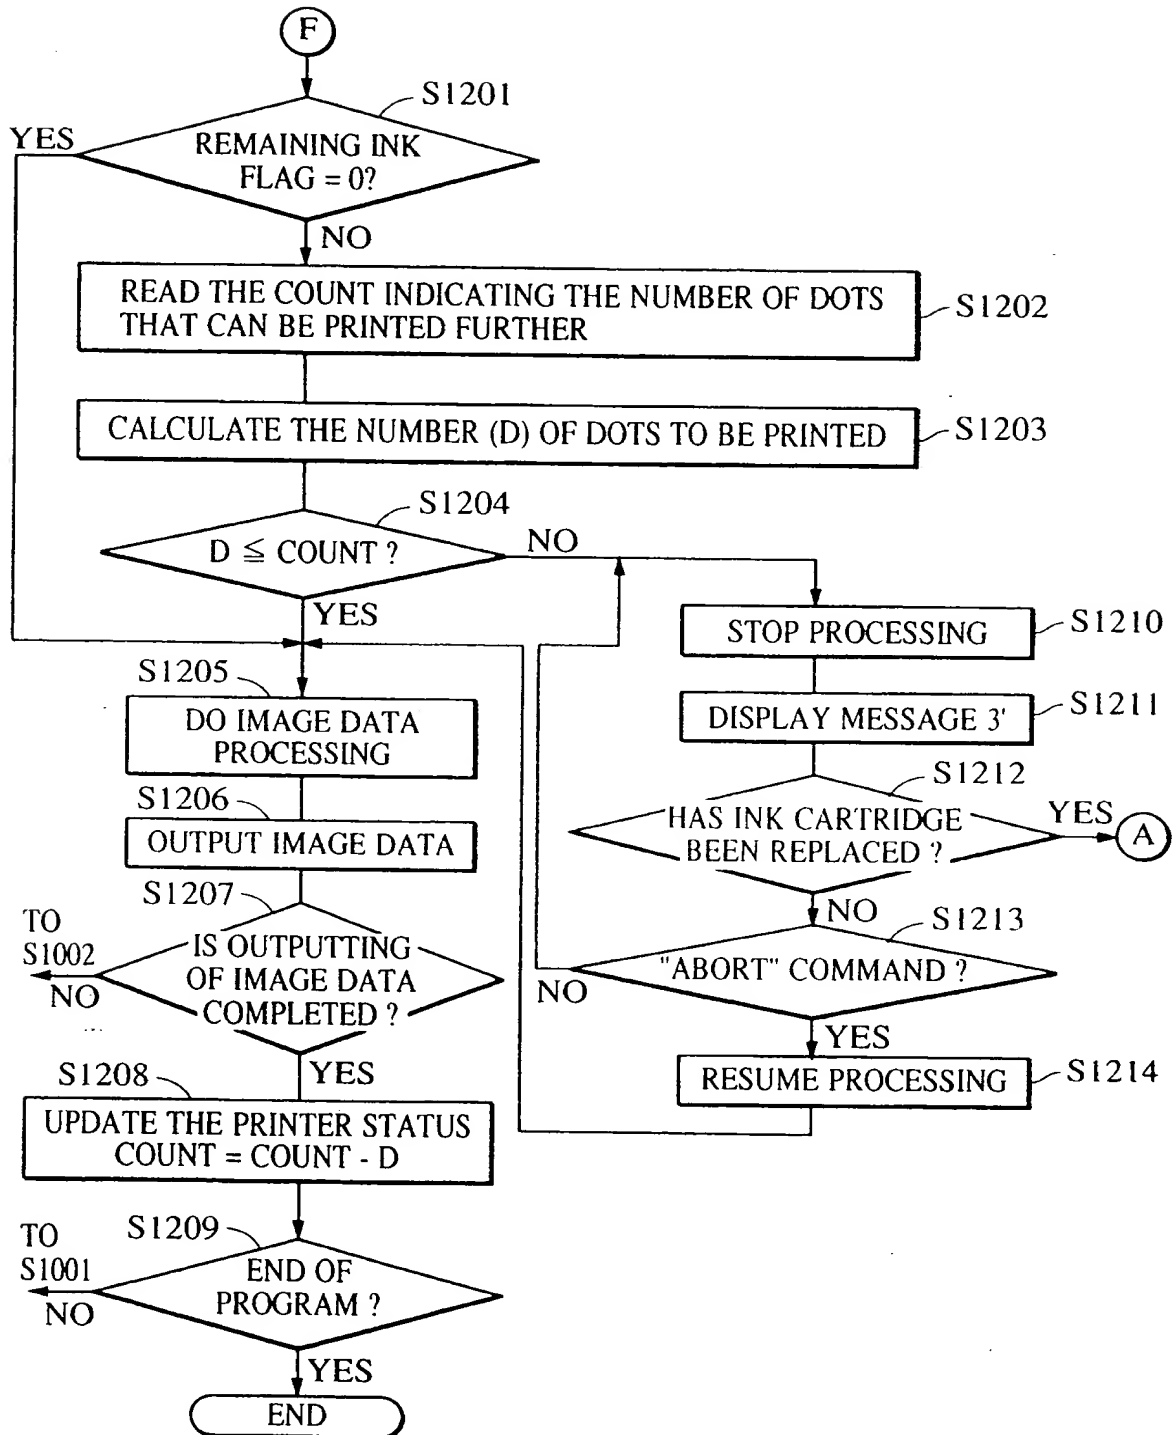 F
S1201
YES
REMAINING INK
FLAG = 0?
NO
READ THE COUNT INDICATING THE NUMBER OF DOTS
THAT CAN BE PRINTED FURTHER
S1202
CALCULATE THE NUMBER (D) OF DOTS TO BE PRINTED
S1203
S1204
D ≦ COUNT ?
NO
YES
STOP PROCESSING
S1210
S1205
DO IMAGE DATA
PROCESSING
DISPLAY MESSAGE 3'
S1211
S1206
OUTPUT IMAGE DATA
S1212
HAS INK CARTRIDGE
BEEN REPLACED ?
YES
A
NO
S1207
TO
S1002
NO
IS OUTPUTTING
OF IMAGE DATA
COMPLETED ?
YES
S1213
"ABORT" COMMAND ?
NO
YES
RESUME PROCESSING
S1214
S1208
UPDATE THE PRINTER STATUS
COUNT = COUNT - D
S1209
TO
S1001
NO
END OF
PROGRAM ?
YES
END